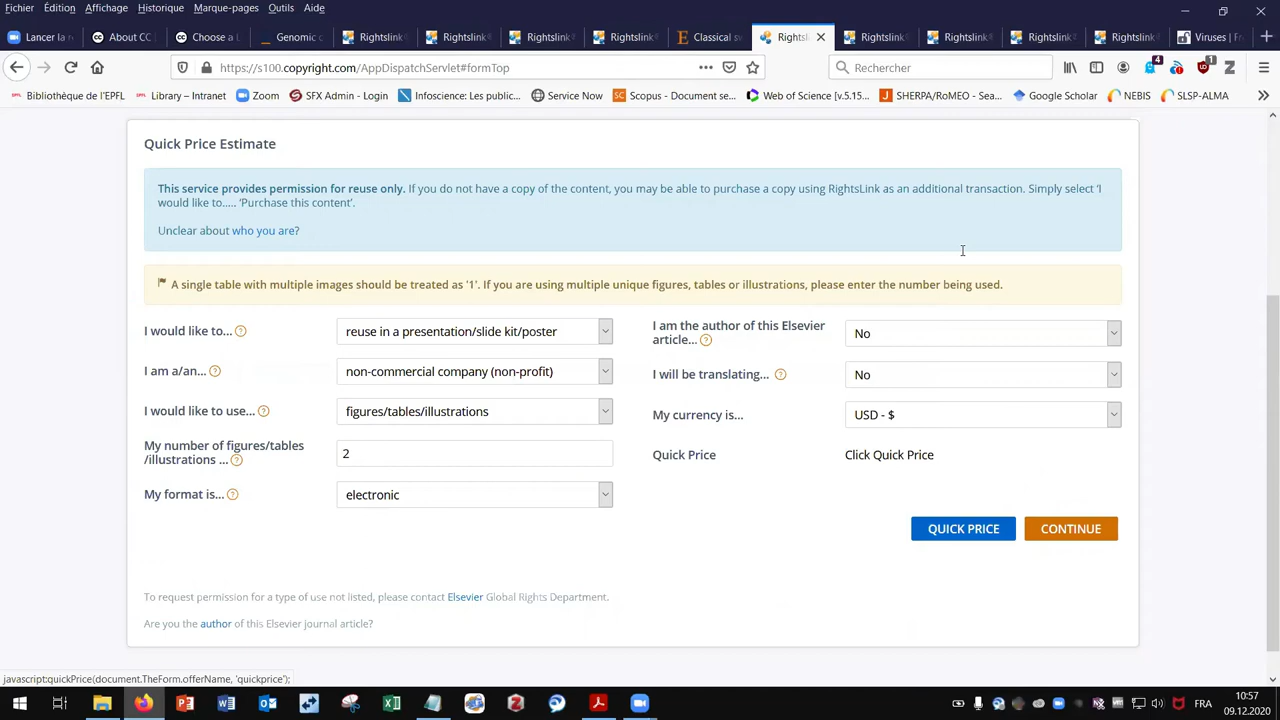 Fichier Édition Affichage Historique Marque-pages Outils Aide
Lancer la r About CC Choose a L Genomic c Rightslink® Rightslink® Rightslink® Rightslink® Classical sv Rightsl Rightslink® Rightslink® Rightslink® Rightslink® Viruses | Fr
https://s100.copyright.com/AppDispatchServlet#formTop Rechercher 4 1
Bibliothèque de l'EPFL Library – Intranet Zoom SFX Admin - Login Infoscience: Les public... Service Now Scopus - Document se... Web of Science [v.5.15... SHERPA/RoMEO - Sea... Google Scholar NEBIS SLSP-ALMA
Quick Price Estimate
This service provides permission for reuse only. If you do not have a copy of the content, you may be able to purchase a copy using RightsLink as an additional transaction. Simply select 'I
would like to..... 'Purchase this content'.
Unclear about who you are?
A single table with multiple images should be treated as '1'. If you are using multiple unique figures, tables or illustrations, please enter the number being used.
I would like to... ? reuse in a presentation/slide kit/poster
I am a/an... ? non-commercial company (non-profit)
I would like to use... ? figures/tables/illustrations
My number of figures/tables
/illustrations ... ? 2
My format is... ? electronic
I am the author of this Elsevier
article... ? No
I will be translating... ? No
My currency is... USD - $
Quick Price Click Quick Price
QUICK PRICE CONTINUE
To request permission for a type of use not listed, please contact Elsevier Global Rights Department.
Are you the author of this Elsevier journal article?
javascript:quickPrice(document.TheForm.offerName, 'quickprice');
FRA
10:57
09.12.2020